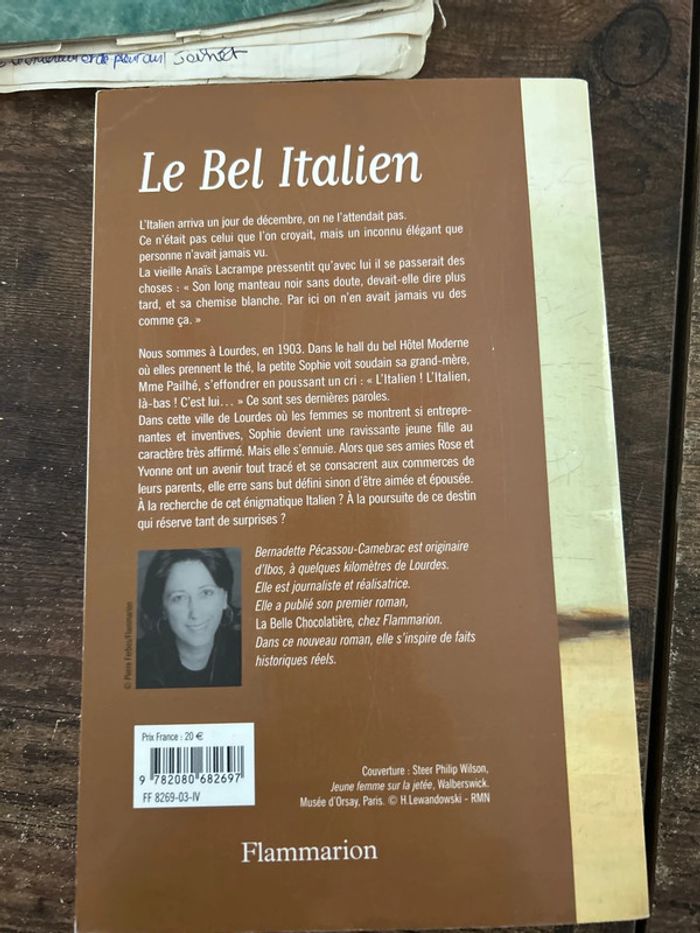 et de
Le Bel Italien
L'Italien arriva un jour de décembre, on ne l'attendait pas.
Ce n'était pas celui que l'on croyait, mais un inconnu élégant que
personne n'avait jamais vu.
La vieille Anaïs Lacrampe pressentit qu'avec lui il se passerait des
choses : « Son long manteau noir sans doute, devait-elle dire plus
tard, et sa chemise blanche. Par ici on n'en avait jamais vu des
comme ça. »
Nous sommes à Lourdes, en 1903. Dans le hall du bel Hôtel Moderne
où elles prennent le thé, la petite Sophie voit soudain sa grand-mère,
Mme Pailhé, s'effondrer en poussant un cri : « L'Italien ! L'Italien,
là-bas ! C'est lui... » Ce sont ses dernières paroles.
Dans cette ville de Lourdes où les femmes se montrent si entrepre-
nantes et inventives, Sophie devient une ravissante jeune fille au
caractère très affirmé. Mais elle s'ennuie. Alors que ses amies Rose et
Yvonne ont un avenir tout tracé et se consacrent aux commerces de
leurs parents, elle erre sans but défini sinon d'être aimée et épousée.
À la recherche de cet énigmatique Italien ? À la poursuite de ce destin
qui réserve tant de surprises ?
Bernadette Pécassou-Camebrac est originaire
d'Ibos, à quelques kilomètres de Lourdes.
Elle est journaliste et réalisatrice.
Elle a publié son premier roman,
La Belle Chocolatière, chez Flammarion.
Dans ce nouveau roman, elle s'inspire de faits
historiques réels.
© Pierre Ferbos/Flammarion
Prix France : 20 €
9 782080 682697
FF 8269-03-IV
Couverture : Steer Philip Wilson,
Jeune femme sur la jetée, Walberswick.
Musée d'Orsay, Paris. © H.Lewandowski - RMN
Flammarion